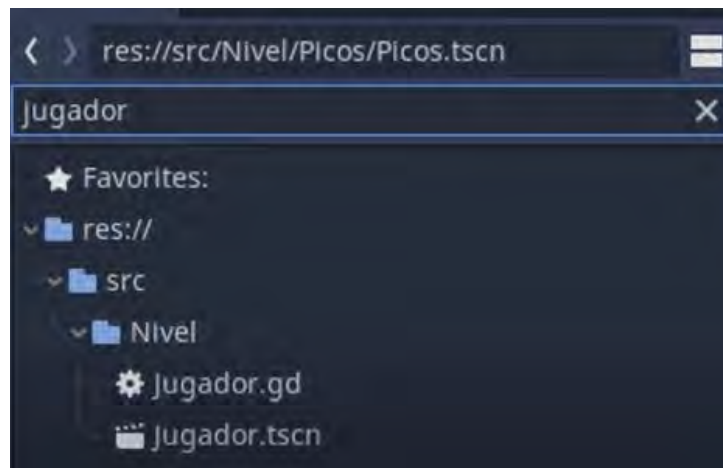 res://src/Nivel/Picos/Picos.tscn
Jugador
Favorites:
res://
src
Nivel
Jugador.gd
Jugador.tscn